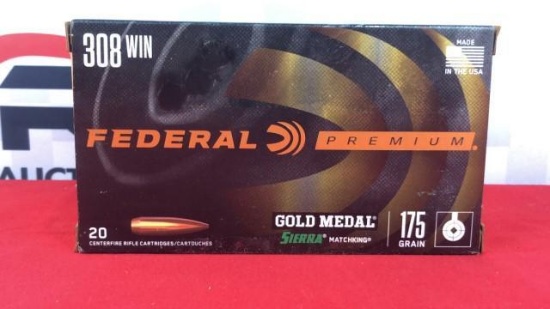 308 WIN
MADE
IN THE USA
FEDERAL PREMIUM®
20
CENTERFIRE RIFLE CARTRIDGES/CARTOUCHES
GOLD MEDAL®
SIERRA® MATCHKING®
175
GRAIN